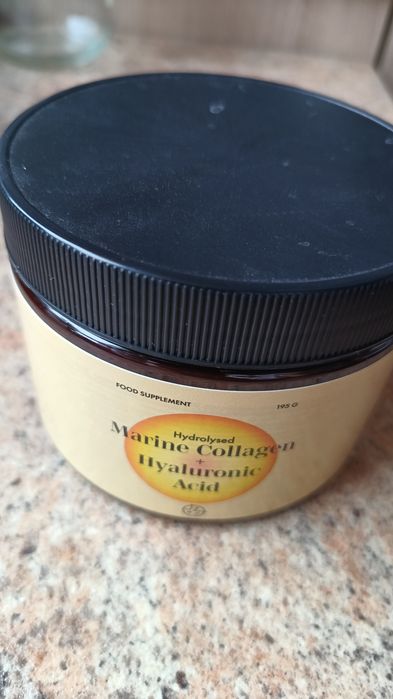 FOOD SUPPLEMENT
195 G
Hydrolysed
Marine Collagen
+
Hyaluronic
Acid